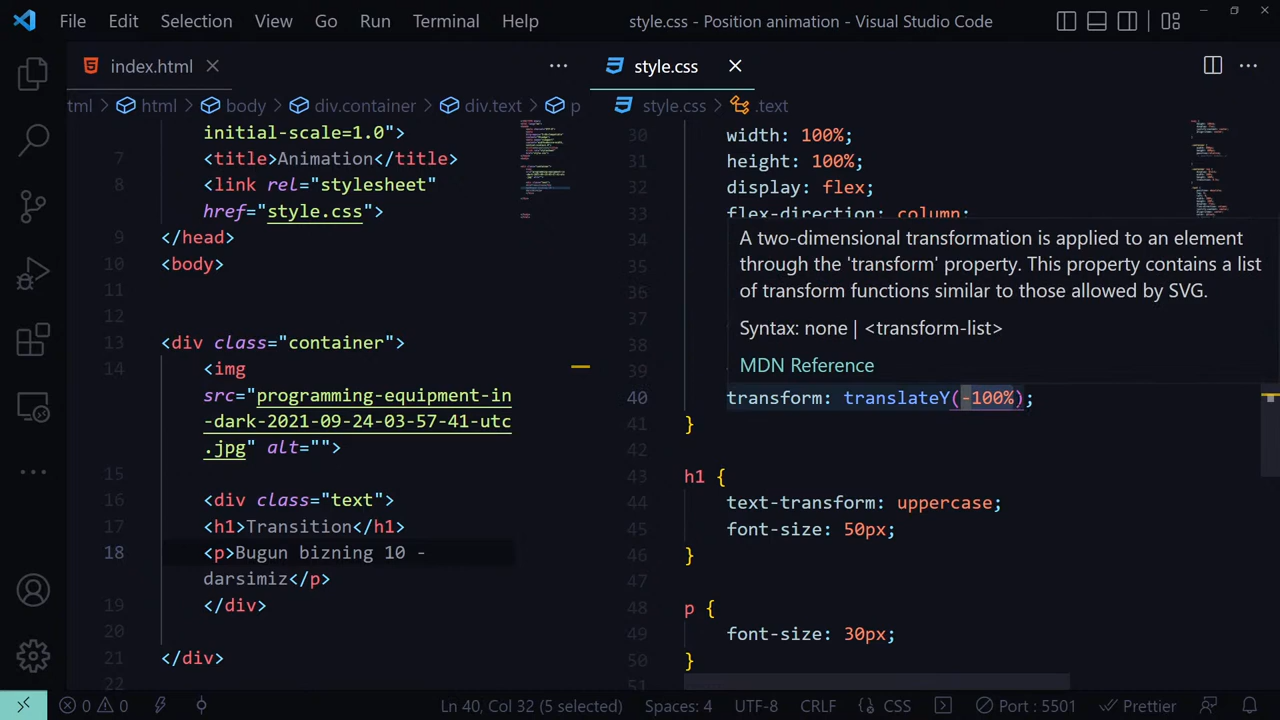 File Edit Selection View Go Run Terminal Help style.css - Position animation - Visual Studio Code
index.html
tml html body div.container div.text p
initial-scale=1.0">
7 <title>Animation</title>
8 <link rel="stylesheet"
href="style.css">
9 </head>
10 <body>
11
12
13 <div class="container">
14 <img
src="programming-equipment-in
-dark-2021-09-24-03-57-41-utc
.jpg" alt="">
15
16 <div class="text">
17 <h1>Transition</h1>
18 <p>Bugun bizning 10 -
darsimiz</p>
19 </div>
20
21 </div>
22
style.css
style.css .text
30 width: 100%;
31 height: 100%;
32 display: flex;
33 flex-direction: column;
34
35
36
37
38
39
A two-dimensional transformation is applied to an element
through the 'transform' property. This property contains a list
of transform functions similar to those allowed by SVG.
Syntax: none | <transform-list>
MDN Reference
40 transform: translateY(-100%);
41 }
42
43 h1 {
44 text-transform: uppercase;
45 font-size: 50px;
46 }
47
48 p {
49 font-size: 30px;
50 }
51
0 0 Ln 40, Col 32 (5 selected) Spaces: 4 UTF-8 CRLF {} CSS Port : 5501 Prettier